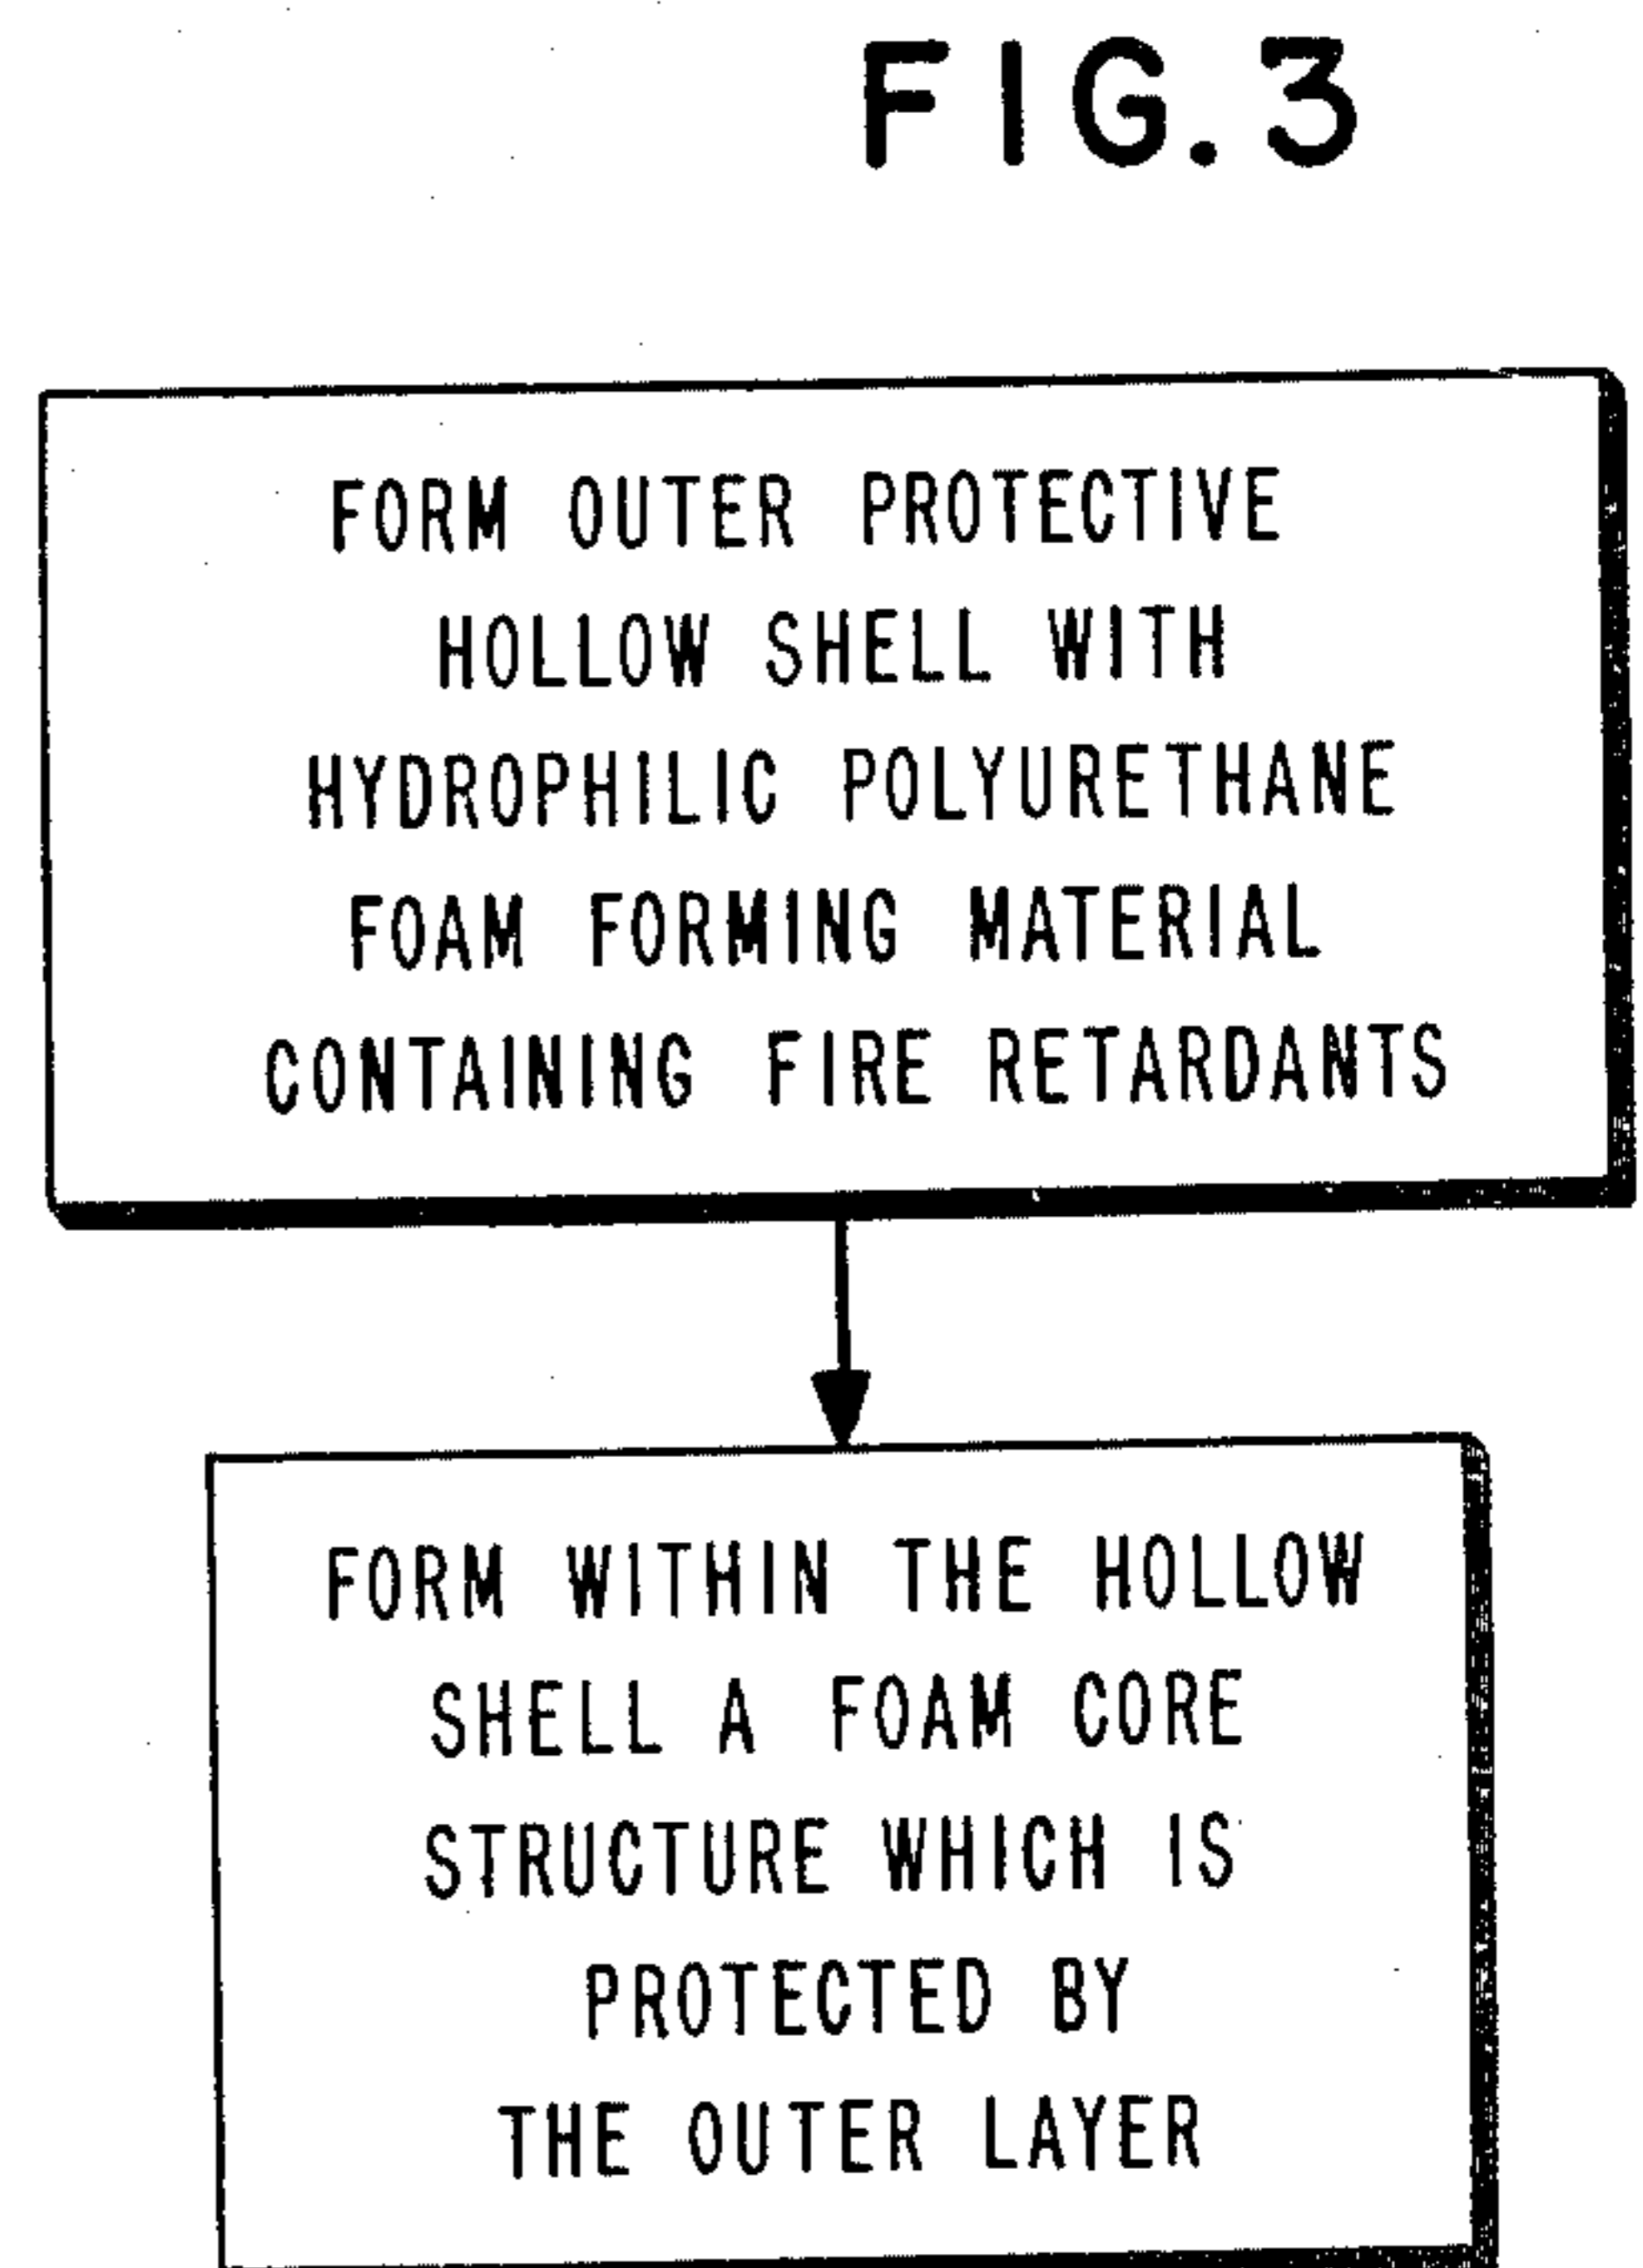 FIG.3
FORM OUTER PROTECTIVE
HOLLOW SHELL WITH
HYDROPHILIC POLYURETHANE
FOAM FORMING MATERIAL
CONTAINING FIRE RETARDANTS
FORM WITHIN THE HOLLOW
SHELL A FOAM CORE
STRUCTURE WHICH IS
PROTECTED BY
THE OUTER LAYER